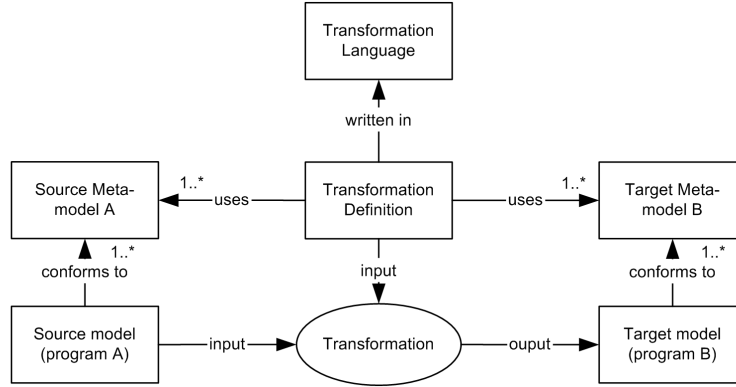 Transformation
Language
written in
Source Meta-
model A
1..*
uses
Transformation
Definition
uses
1..*
Target Meta-
model B
1..*
conforms to
input
1..*
conforms to
Source model
(program A)
input
Transformation
ouput
Target model
(program B)